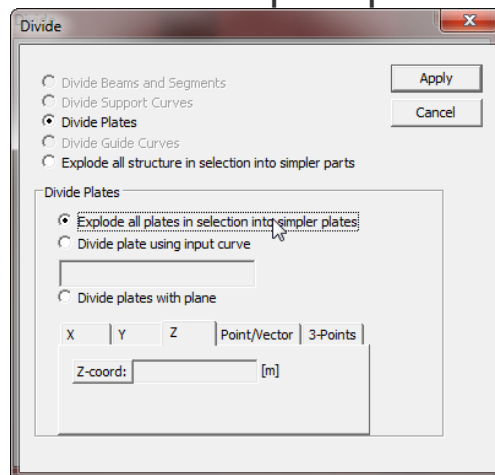 Divide
Divide Beams and Segments
Apply
Divide Support Curves
Divide Plates
Cancel
Divide Guide Curves
Explode all structure in selection into simpler parts
Divide Plates
Explode all plates in selection into simpler plates
Divide plate using input curve
Divide plates with plane
X Y Z Point/Vector 3-Points
Z-coord: [m]